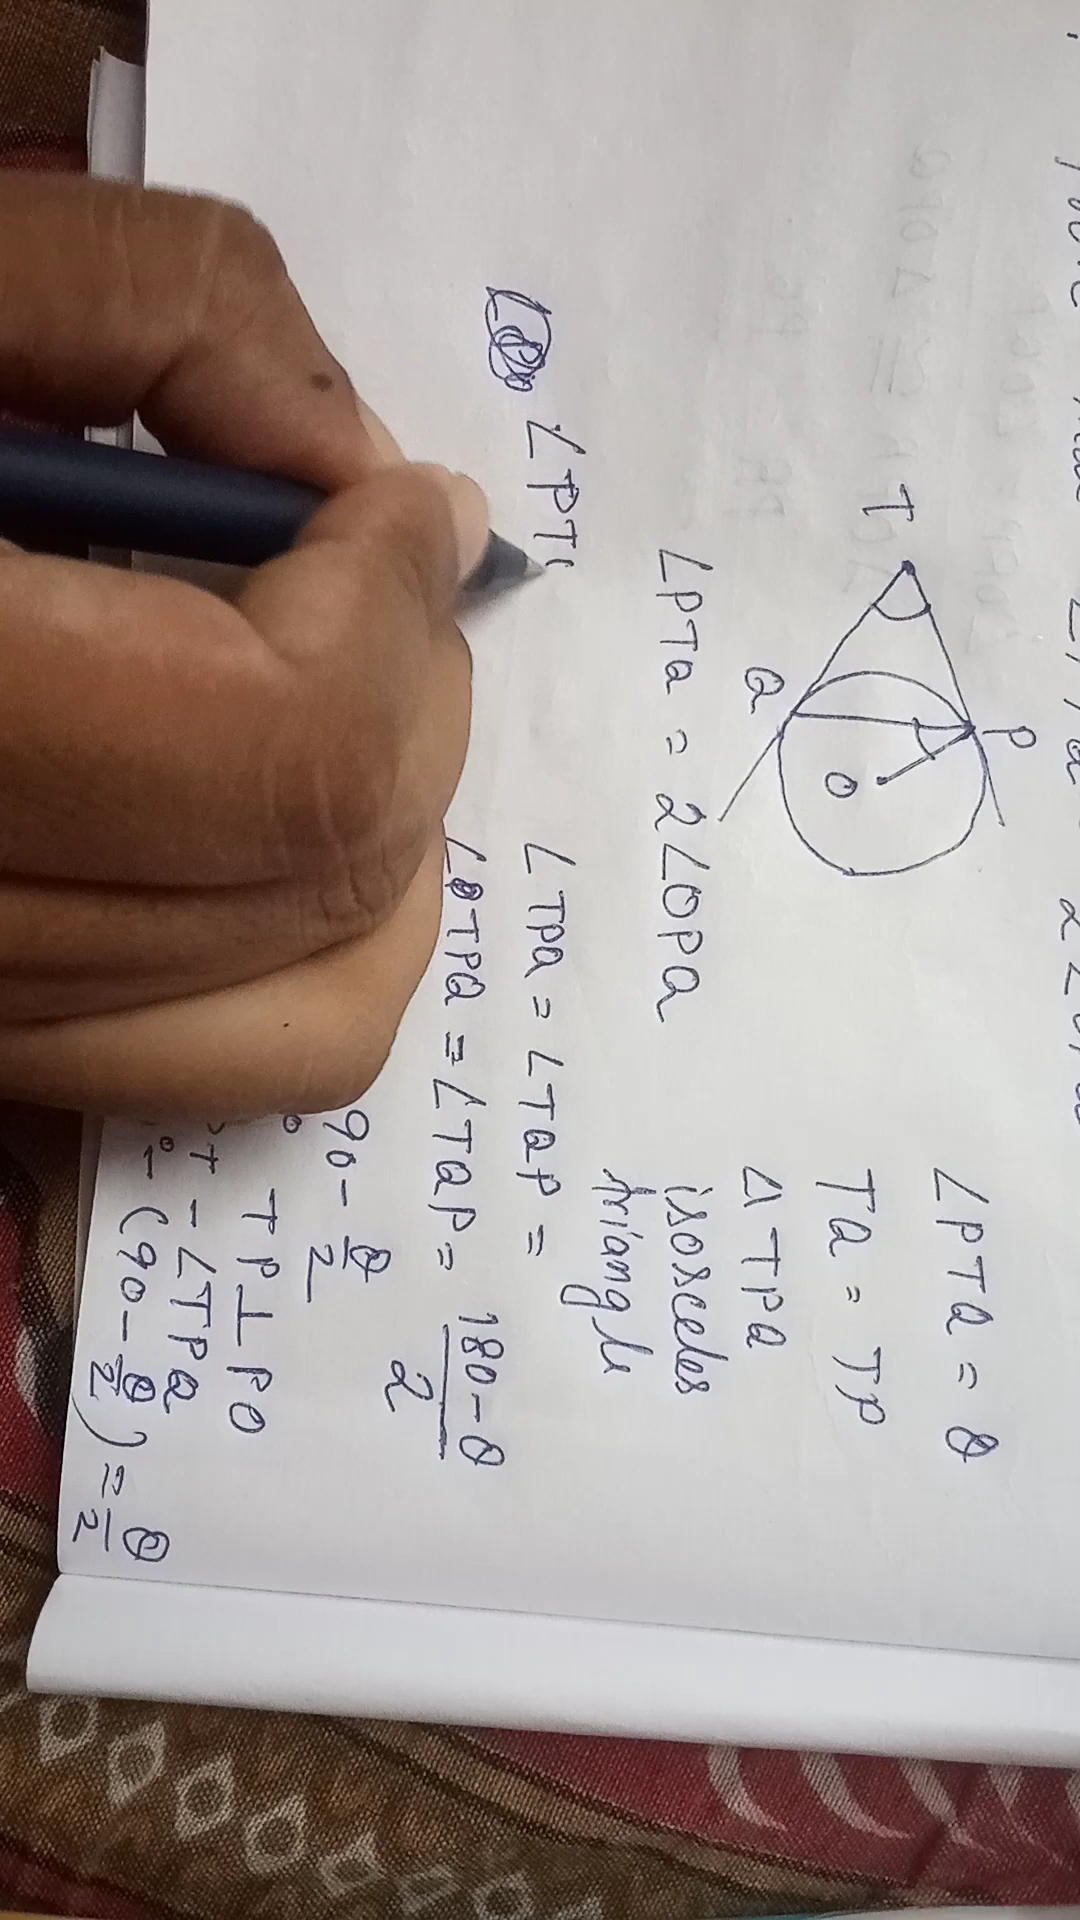 T
P
Q
O
∠PTQ = 2∠OPQ
∠PTQ = θ
TQ = TP
Δ TPQ
isosceles
triangle
∠TPQ = ∠TQP =
∠TPQ = ∠TQP = 180-θ/2
90 - θ/2
TP ⊥ PO
- ∠TPQ
- (90 - θ/2) = θ/2
∠PT